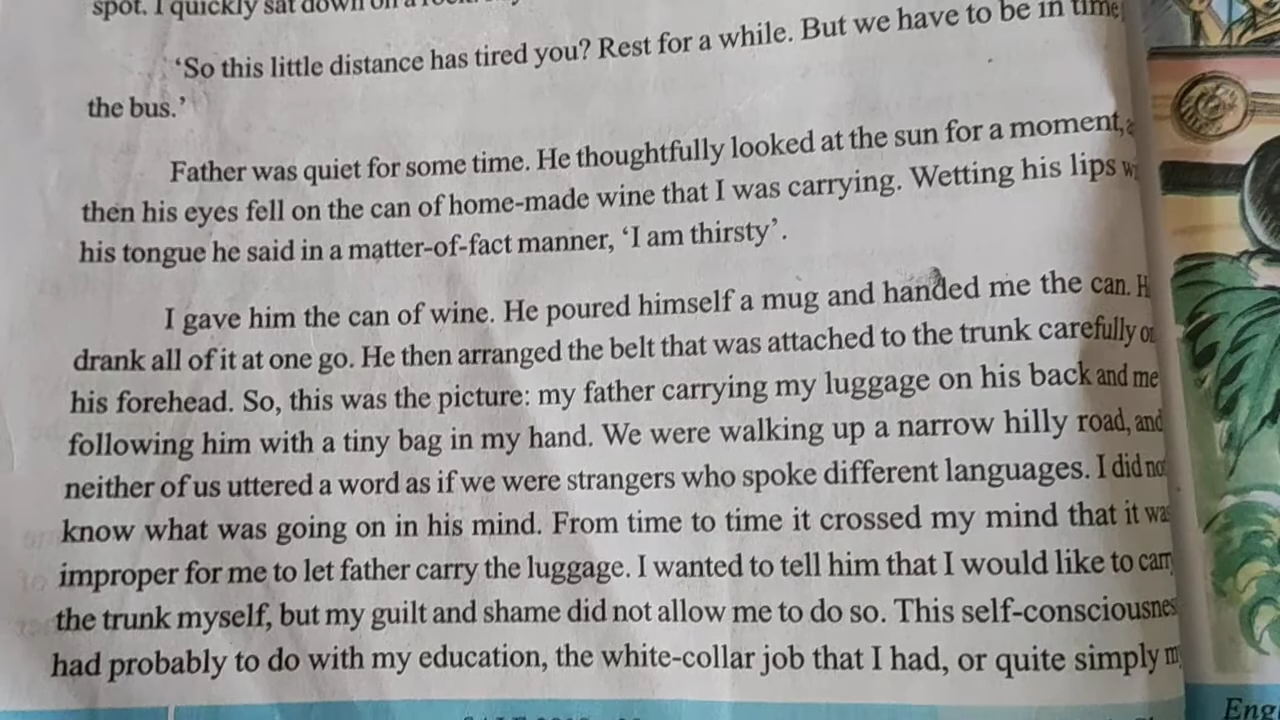 spot. I quickly sat down on a rock.
‘So this little distance has tired you? Rest for a while. But we have to be in time
the bus.’
Father was quiet for some time. He thoughtfully looked at the sun for a moment,
then his eyes fell on the can of home-made wine that I was carrying. Wetting his lips
his tongue he said in a matter-of-fact manner, ‘I am thirsty’.
I gave him the can of wine. He poured himself a mug and handed me the can. H
drank all of it at one go. He then arranged the belt that was attached to the trunk carefully
his forehead. So, this was the picture: my father carrying my luggage on his back and me
following him with a tiny bag in my hand. We were walking up a narrow hilly road, and
neither of us uttered a word as if we were strangers who spoke different languages. I did no
know what was going on in his mind. From time to time it crossed my mind that it was
improper for me to let father carry the luggage. I wanted to tell him that I would like to carry
the trunk myself, but my guilt and shame did not allow me to do so. This self-consciousnes
had probably to do with my education, the white-collar job that I had, or quite simply m
Eng